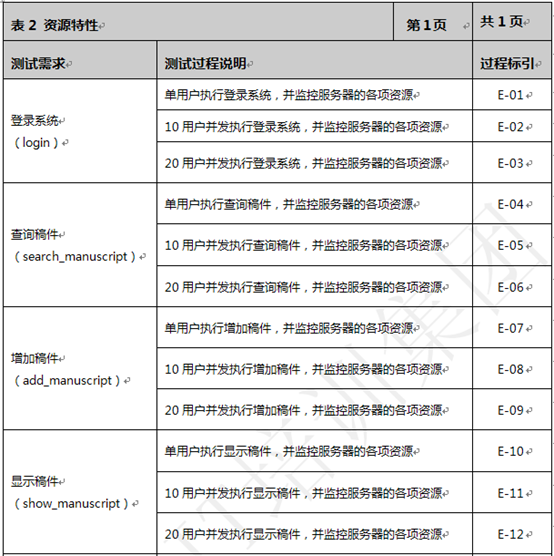 表 2 资源特性 第 1 页 共 1 页
测试需求 测试过程说明 过程标引
登录系统
（login）
单用户执行登录系统，并监控服务器的各项资源 E-01
10 用户并发执行登录系统，并监控服务器的各项资源 E-02
20 用户并发执行登录系统，并监控服务器的各项资源 E-03
查询稿件
（search_manuscript）
单用户执行查询稿件，并监控服务器的各项资源 E-04
10 用户并发执行查询稿件，并监控服务器的各项资源 E-05
20 用户并发执行查询稿件，并监控服务器的各项资源 E-06
增加稿件
（add_manuscript）
单用户执行增加稿件，并监控服务器的各项资源 E-07
10 用户并发执行增加稿件，并监控服务器的各项资源 E-08
20 用户并发执行增加稿件，并监控服务器的各项资源 E-09
显示稿件
（show_manuscript）
单用户执行显示稿件，并监控服务器的各项资源 E-10
10 用户并发执行显示稿件，并监控服务器的各项资源 E-11
20 用户并发执行显示稿件，并监控服务器的各项资源 E-12
培训集团